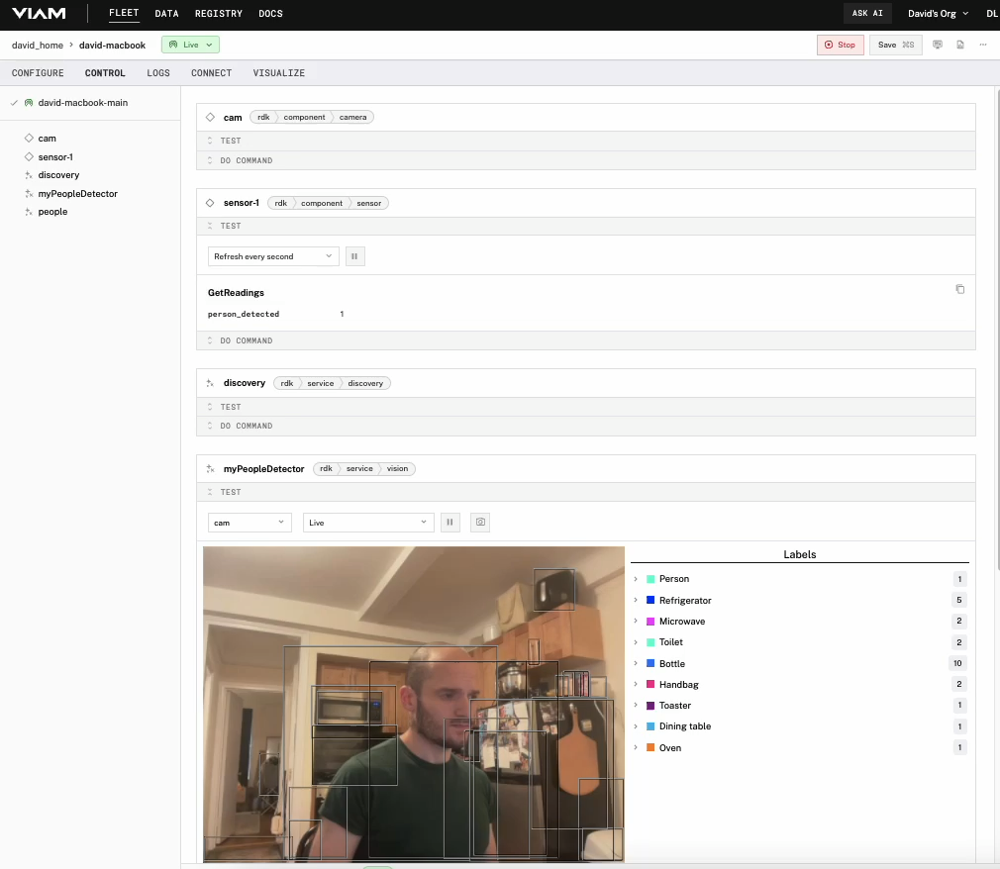 VIAM FLEET DATA REGISTRY DOCS ASK AI David's Org DL
david_home > david-macbook Live Stop Save ⌘S
CONFIGURE CONTROL LOGS CONNECT VISUALIZE
david-macbook-main
cam
sensor-1
discovery
myPeopleDetector
people
cam rdk component camera
TEST
DO COMMAND
sensor-1 rdk component sensor
TEST
Refresh every second
GetReadings
person_detected 1
DO COMMAND
discovery rdk service discovery
TEST
DO COMMAND
myPeopleDetector rdk service vision
TEST
cam Live
Labels
Person 1
Refrigerator 5
Microwave 2
Toilet 2
Bottle 10
Handbag 2
Toaster 1
Dining table 1
Oven 1